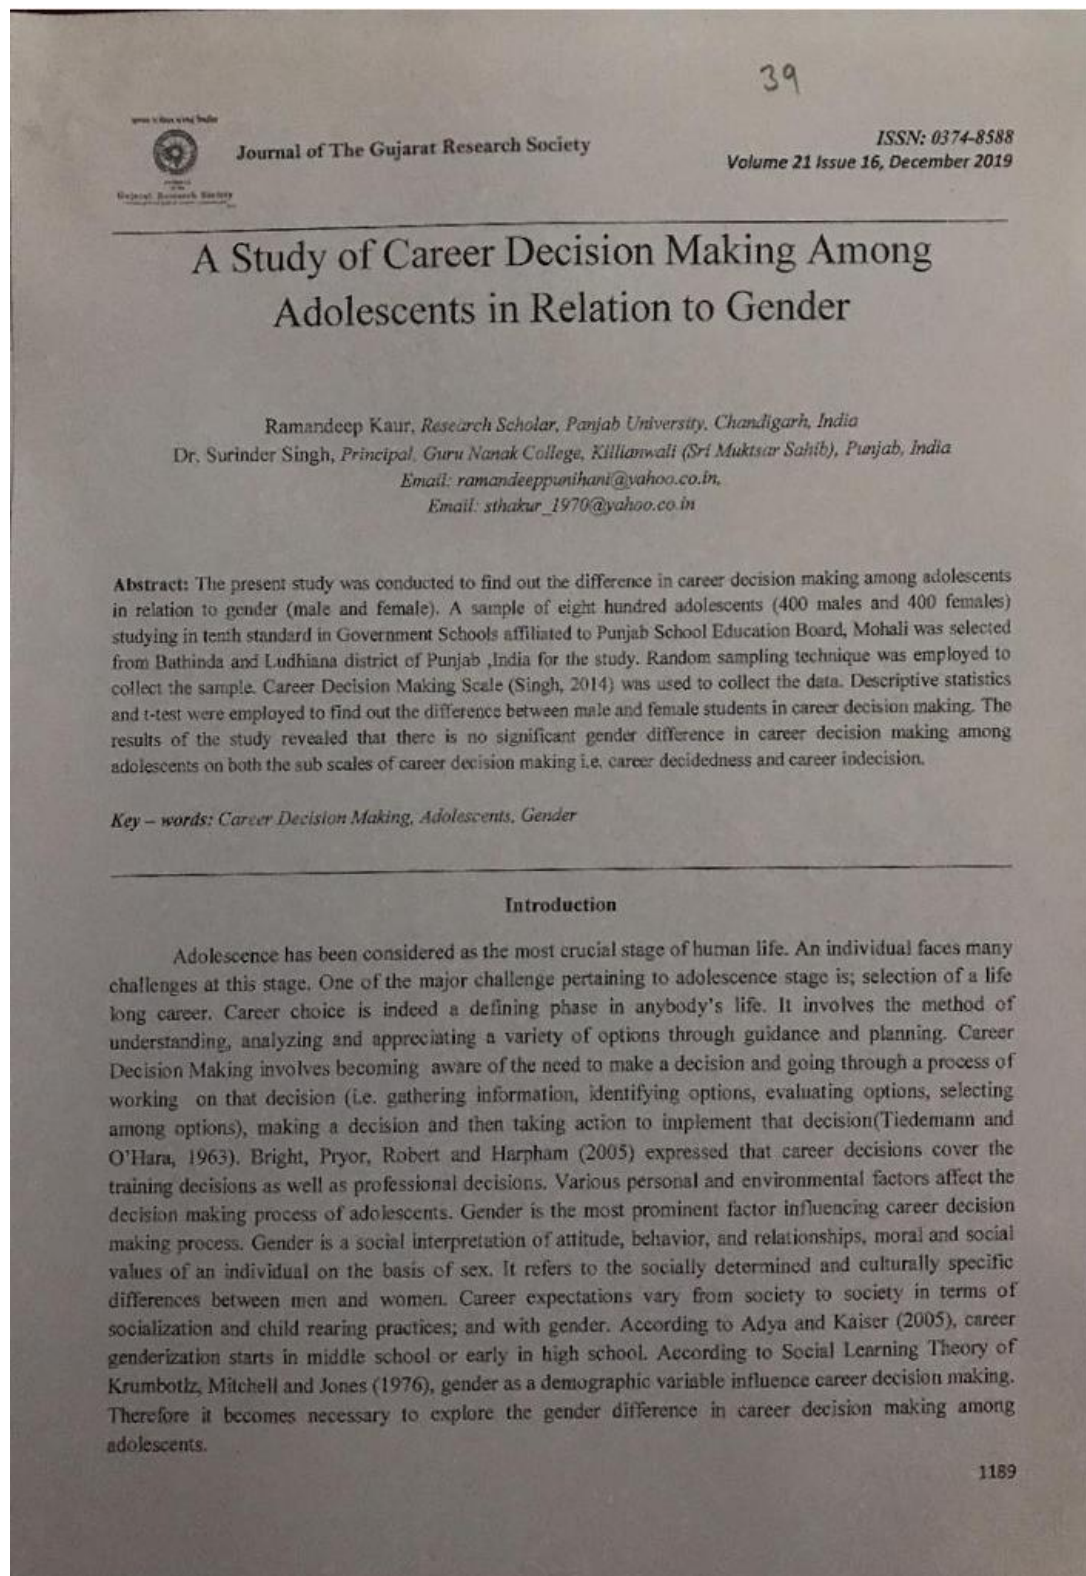 39
Journal of The Gujarat Research Society
ISSN: 0374-8588
Volume 21 Issue 16, December 2019
Gujarat Research Society
A Study of Career Decision Making Among
Adolescents in Relation to Gender
Ramandeep Kaur, Research Scholar, Panjab University, Chandigarh, India
Dr. Surinder Singh, Principal, Guru Nanak College, Killianwali (Sri Muktsar Sahib), Punjab, India
Email: ramandeeppunihani@yahoo.co.in,
Email: sthakur_1970@yahoo.co.in
Abstract: The present study was conducted to find out the difference in career decision making among adolescents
in relation to gender (male and female). A sample of eight hundred adolescents (400 males and 400 females)
studying in tenth standard in Government Schools affiliated to Punjab School Education Board, Mohali was selected
from Bathinda and Ludhiana district of Punjab ,India for the study. Random sampling technique was employed to
collect the sample. Career Decision Making Scale (Singh, 2014) was used to collect the data. Descriptive statistics
and t-test were employed to find out the difference between male and female students in career decision making. The
results of the study revealed that there is no significant gender difference in career decision making among
adolescents on both the sub scales of career decision making i.e. career decidedness and career indecision.
Key – words: Career Decision Making, Adolescents, Gender
Introduction
Adolescence has been considered as the most crucial stage of human life. An individual faces many
challenges at this stage. One of the major challenge pertaining to adolescence stage is; selection of a life
long career. Career choice is indeed a defining phase in anybody's life. It involves the method of
understanding, analyzing and appreciating a variety of options through guidance and planning. Career
Decision Making involves becoming aware of the need to make a decision and going through a process of
working on that decision (i.e. gathering information, identifying options, evaluating options, selecting
among options), making a decision and then taking action to implement that decision(Tiedemann and
O'Hara, 1963). Bright, Pryor, Robert and Harpham (2005) expressed that career decisions cover the
training decisions as well as professional decisions. Various personal and environmental factors affect the
decision making process of adolescents. Gender is the most prominent factor influencing career decision
making process. Gender is a social interpretation of attitude, behavior, and relationships, moral and social
values of an individual on the basis of sex. It refers to the socially determined and culturally specific
differences between men and women. Career expectations vary from society to society in terms of
socialization and child rearing practices; and with gender. According to Adya and Kaiser (2005), career
genderization starts in middle school or early in high school. According to Social Learning Theory of
Krumbotlz, Mitchell and Jones (1976), gender as a demographic variable influence career decision making.
Therefore it becomes necessary to explore the gender difference in career decision making among
adolescents.
1189